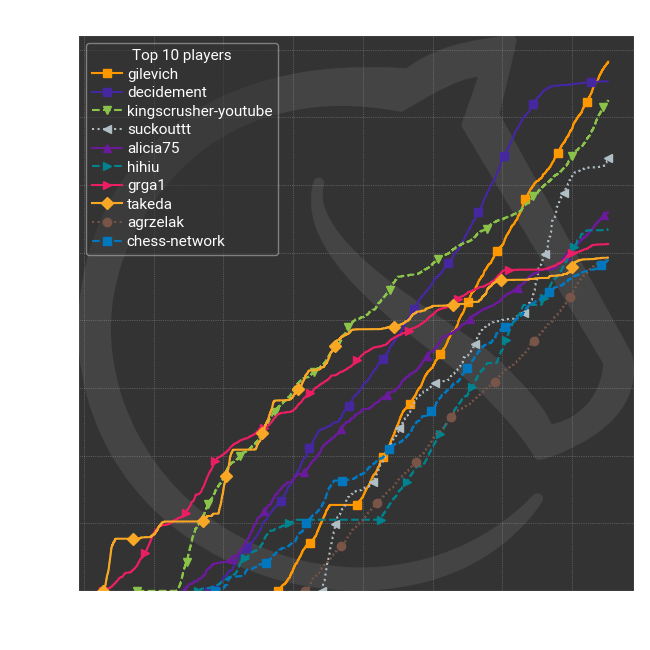 Top 10 players
gilevich
decidement
kingscrusher-youtube
suckouttt
alicia75
hihiu
grga1
takeda
agrzelak
chess-network